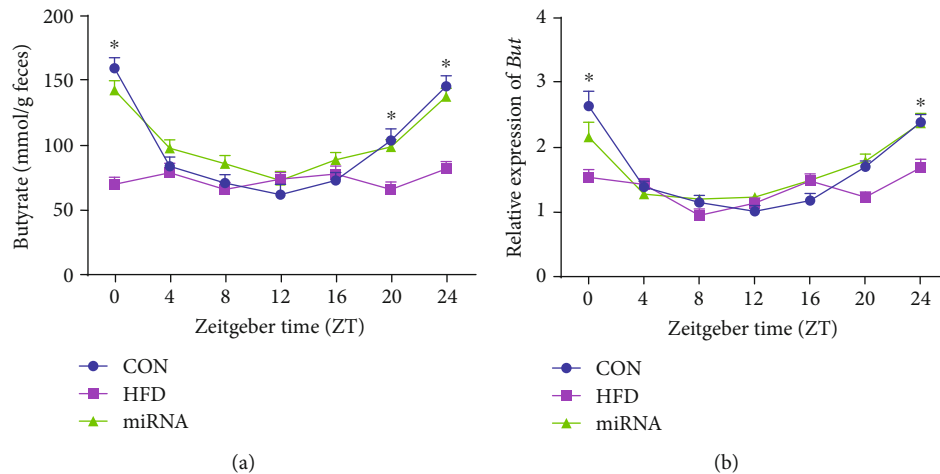 200
150
100
50
0
Butyrate (mmol/g feces)
*
*
*
0 4 8 12 16 20 24
Zeitgeber time (ZT)
CON
HFD
miRNA
(a)
4
3
2
1
0
Relative expression of But
*
*
0 4 8 12 16 20 24
Zeitgeber time (ZT)
CON
HFD
miRNA
(b)